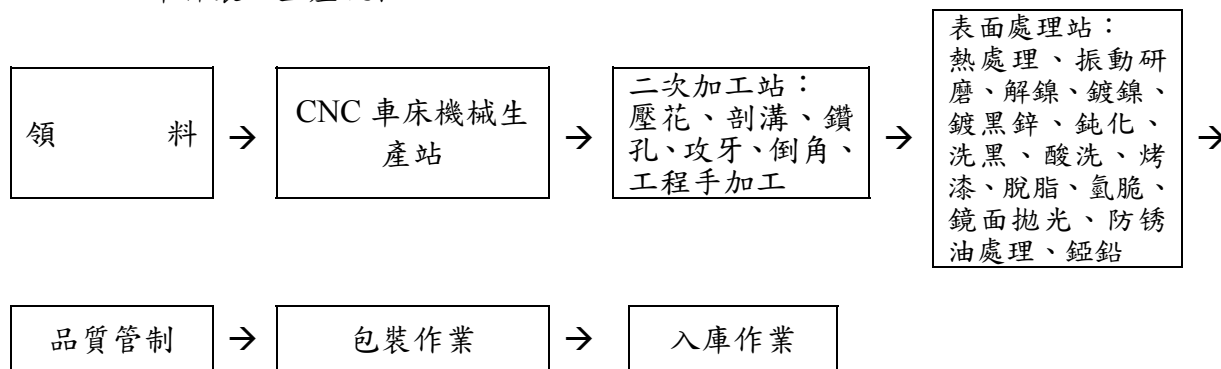 領 料
→
CNC 車床機械生
產站
→
二次加工站：
壓花、剖溝、鑽
孔、攻牙、倒角、
工程手加工
→
表面處理站：
熱處理、振動研
磨、解鎳、鍍鎳、
鍍黑鋅、鈍化、
洗黑、酸洗、烤
漆、脫脂、氫脆、
鏡面拋光、防锈
油處理、錏鉛
→
品質管制
→
包裝作業
→
入庫作業